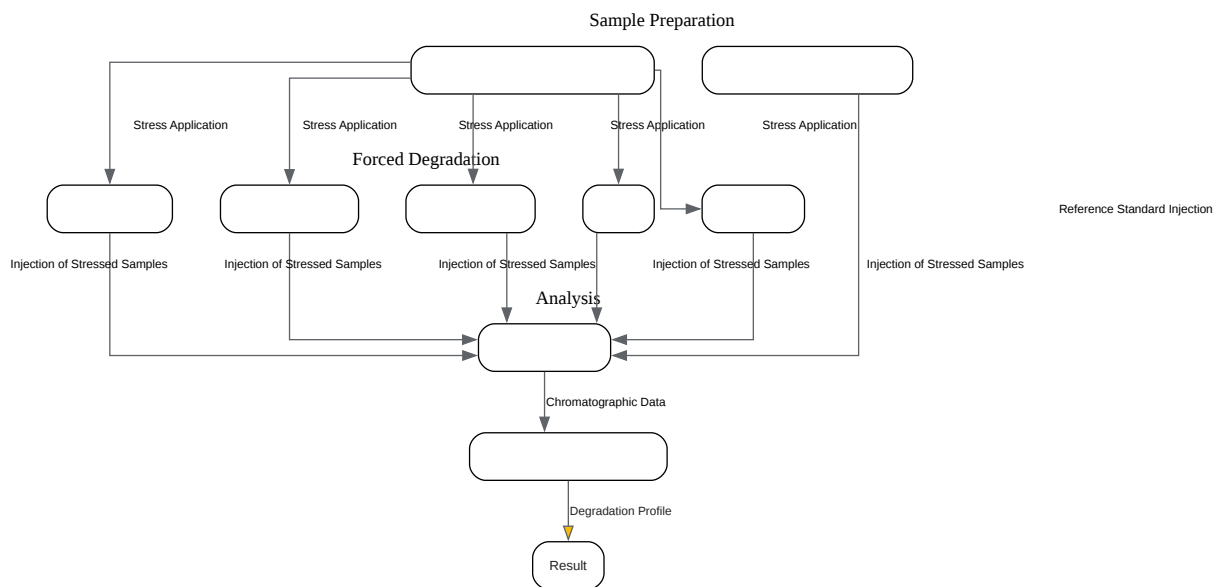 Sample Preparation
Stress Application
Stress Application
Stress Application
Stress Application
Stress Application
Forced Degradation
Reference Standard Injection
Injection of Stressed Samples
Injection of Stressed Samples
Injection of Stressed Samples
Injection of Stressed Samples
Injection of Stressed Samples
Analysis
Chromatographic Data
Degradation Profile
Result